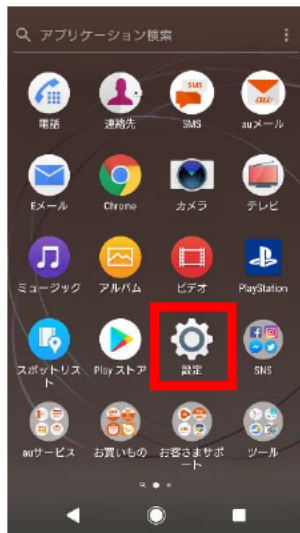 アプリケーション検索
電話
連絡先
SMS
SMS
au
auメール
Eメール
Chrome
カメラ
テレビ
ミュージック
アルバム
ビデオ
PlayStation
スポットリス
ト
Play ストア
設定
SNS
auサービス
お買いもの
お客さまサポ
ート
ツール